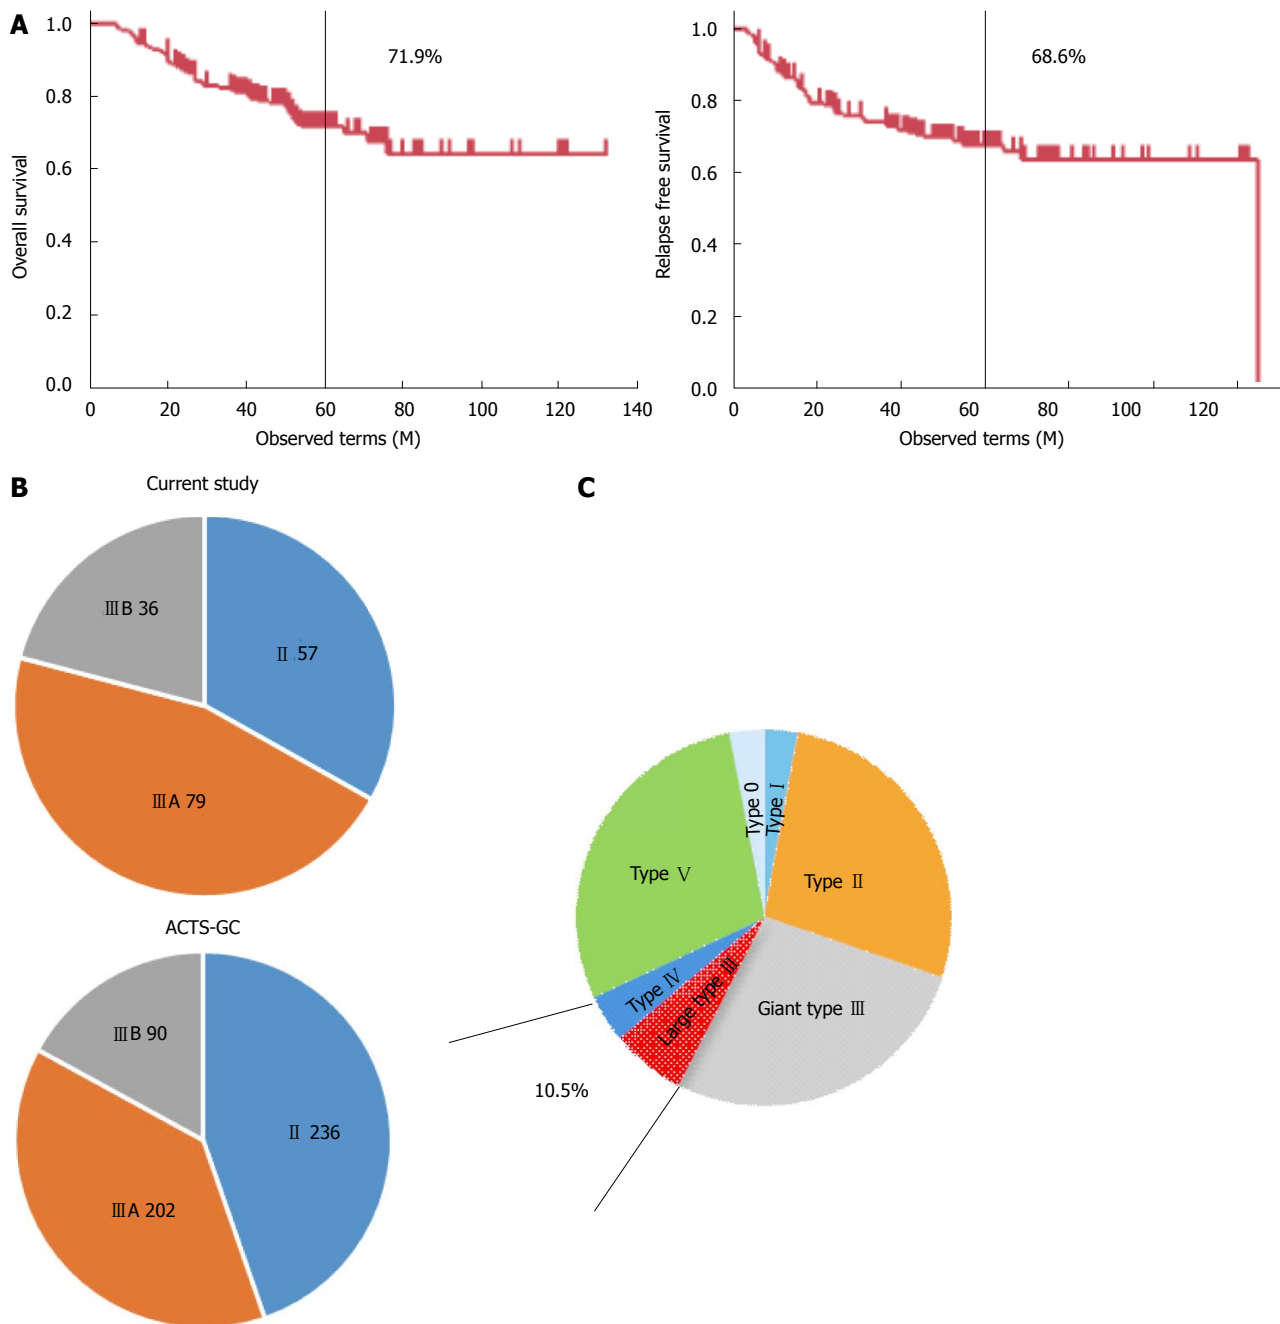 A
1.0
0.8
0.6
0.4
0.2
0.0
Overall survival
71.9%
0 20 40 60 80 100 120 140
Observed terms (M)
1.0
0.8
0.6
0.4
0.2
0.0
Relapse free survival
68.6%
0 20 40 60 80 100 120
Observed terms (M)
B
Current study
ⅢB 36
Ⅱ 57
ⅢA 79
ACTS-GC
ⅢB 90
Ⅱ 236
ⅢA 202
C
Type 0
Type Ⅰ
Type Ⅱ
Giant type Ⅲ
Large type Ⅲ
Type Ⅳ
Type Ⅴ
10.5%